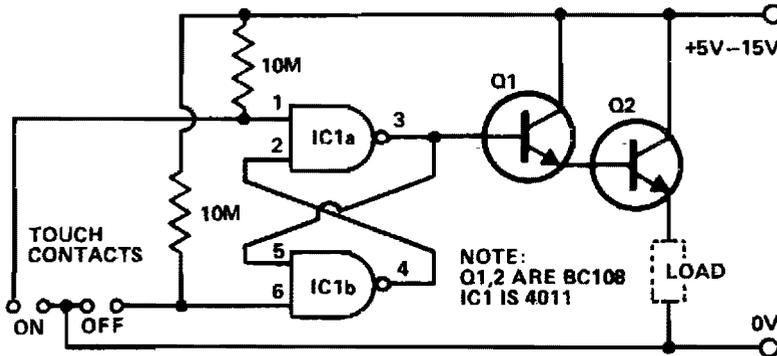 +5V–15V
10M
Q1
Q2
1
IC1a
3
2
10M
TOUCH
CONTACTS
5
IC1b
4
6
NOTE:
Q1,2 ARE BC108
IC1 IS 4011
LOAD
ON
OFF
0V